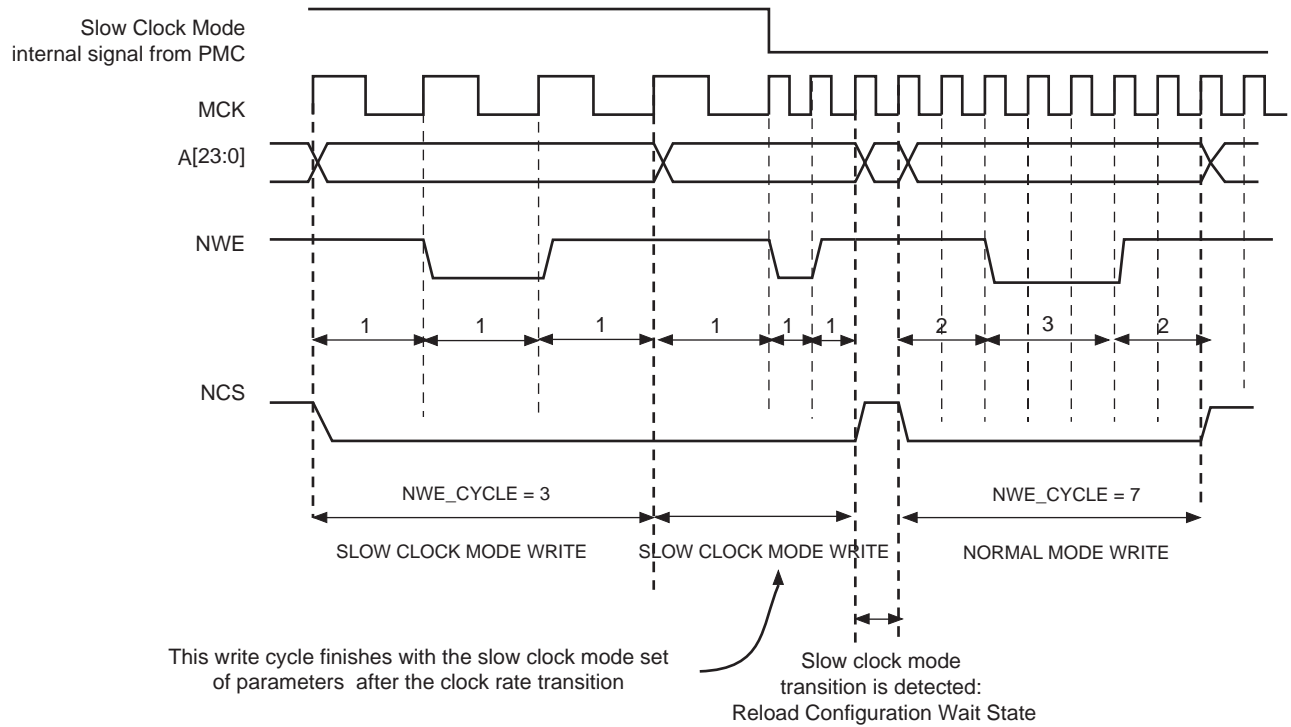 Slow Clock Mode
internal signal from PMC
MCK
A[23:0]
NWE
1 1 1 1 1 1 2 3 2
NCS
NWE_CYCLE = 3 NWE_CYCLE = 7
SLOW CLOCK MODE WRITE SLOW CLOCK MODE WRITE NORMAL MODE WRITE
This write cycle finishes with the slow clock mode set
of parameters after the clock rate transition
Slow clock mode
transition is detected:
Reload Configuration Wait State